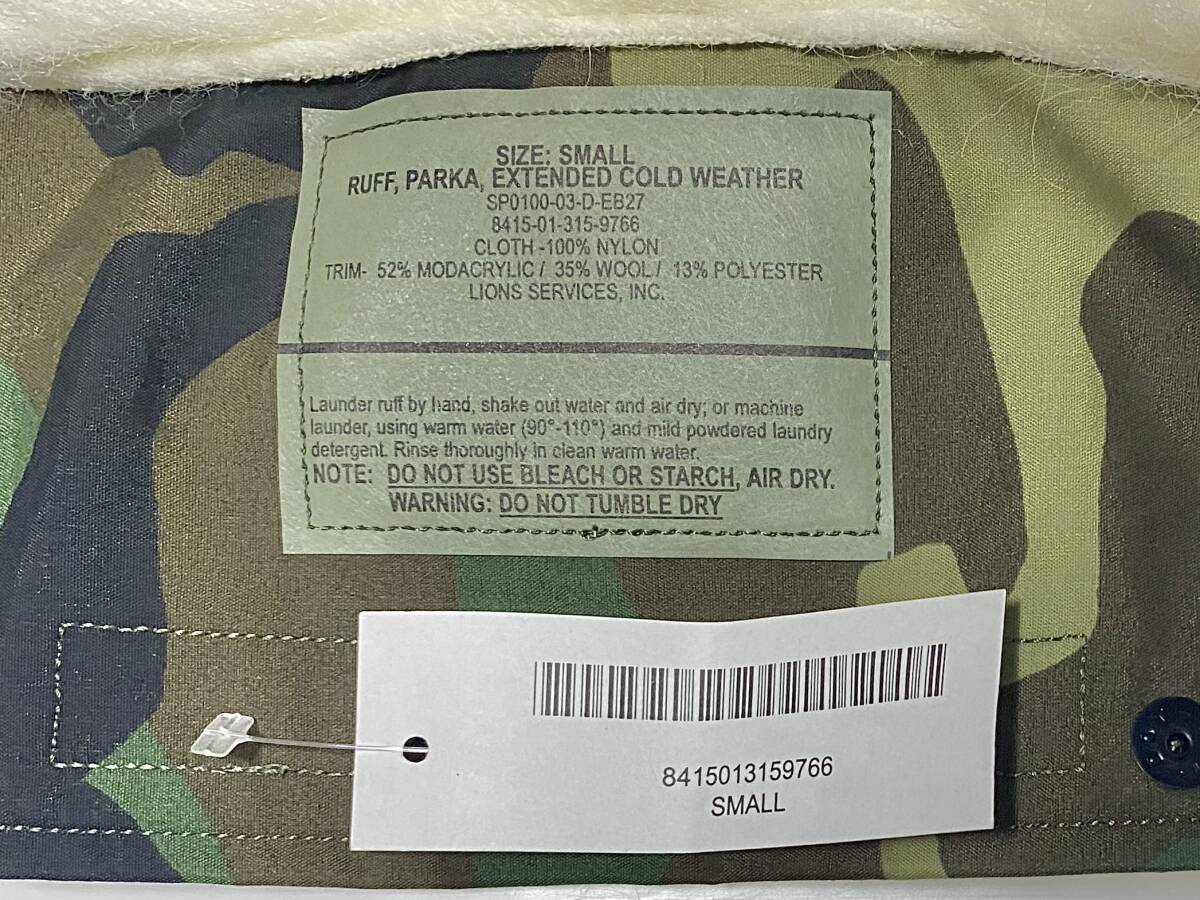 SIZE: SMALL
RUFF, PARKA, EXTENDED COLD WEATHER
SP0100-03-D-EB27
8415-01-315-9766
CLOTH -100% NYLON
TRIM- 52% MODACRYLIC / 35% WOOL / 13% POLYESTER
LIONS SERVICES, INC.
Launder ruff by hand, shake out water and air dry; or machine
launder, using warm water (90°-110°) and mild powdered laundry
detergent. Rinse thoroughly in clean warm water.
NOTE: DO NOT USE BLEACH OR STARCH, AIR DRY.
WARNING: DO NOT TUMBLE DRY
8415013159766
SMALL